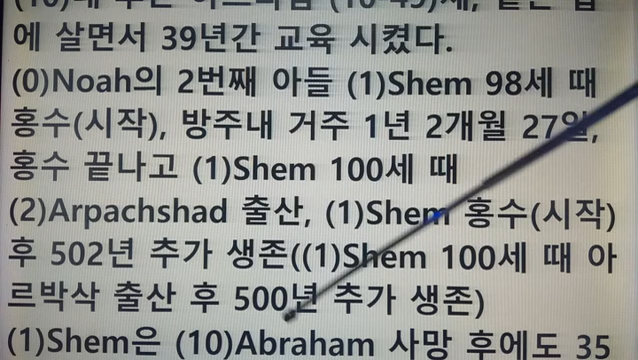 에 살면서 39년간 교육 시켰다.
(0)Noah의 2번째 아들 (1)Shem 98세 때
홍수(시작), 방주내 거주 1년 2개월 27일,
홍수 끝나고 (1)Shem 100세 때
(2)Arpachshad 출산, (1)Shem 홍수(시작)
후 502년 추가 생존((1)Shem 100세 때 아
르박삭 출산 후 500년 추가 생존)
(1)Shem은 (10)Abraham 사망 후에도 35